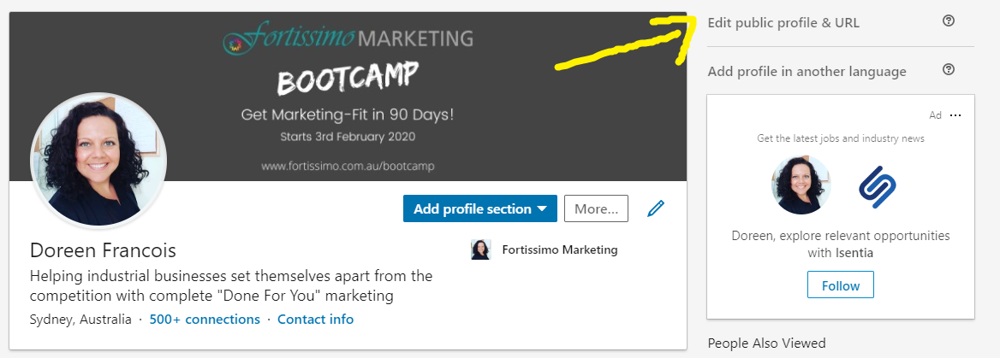 Fortissimo MARKETING
BOOTCAMP
Get Marketing-Fit in 90 Days!
Starts 3rd February 2020
www.fortissimo.com.au/bootcamp
Add profile section
More...
Doreen Francois
Fortissimo Marketing
Helping industrial businesses set themselves apart from the
competition with complete "Done For You" marketing
Sydney, Australia · 500+ connections · Contact info
Edit public profile & URL ?
Add profile in another language ?
Ad ...
Get the latest jobs and industry news
Doreen, explore relevant opportunities
with Isentia
Follow
People Also Viewed